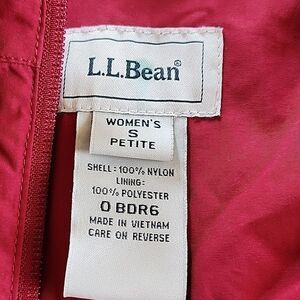 L.L.Bean®
WOMEN'S
S
PETITE
SHELL: 100% NYLON
LINING:
100% POLYESTER
0 BDR6
MADE IN VIETNAM
CARE ON REVERSE